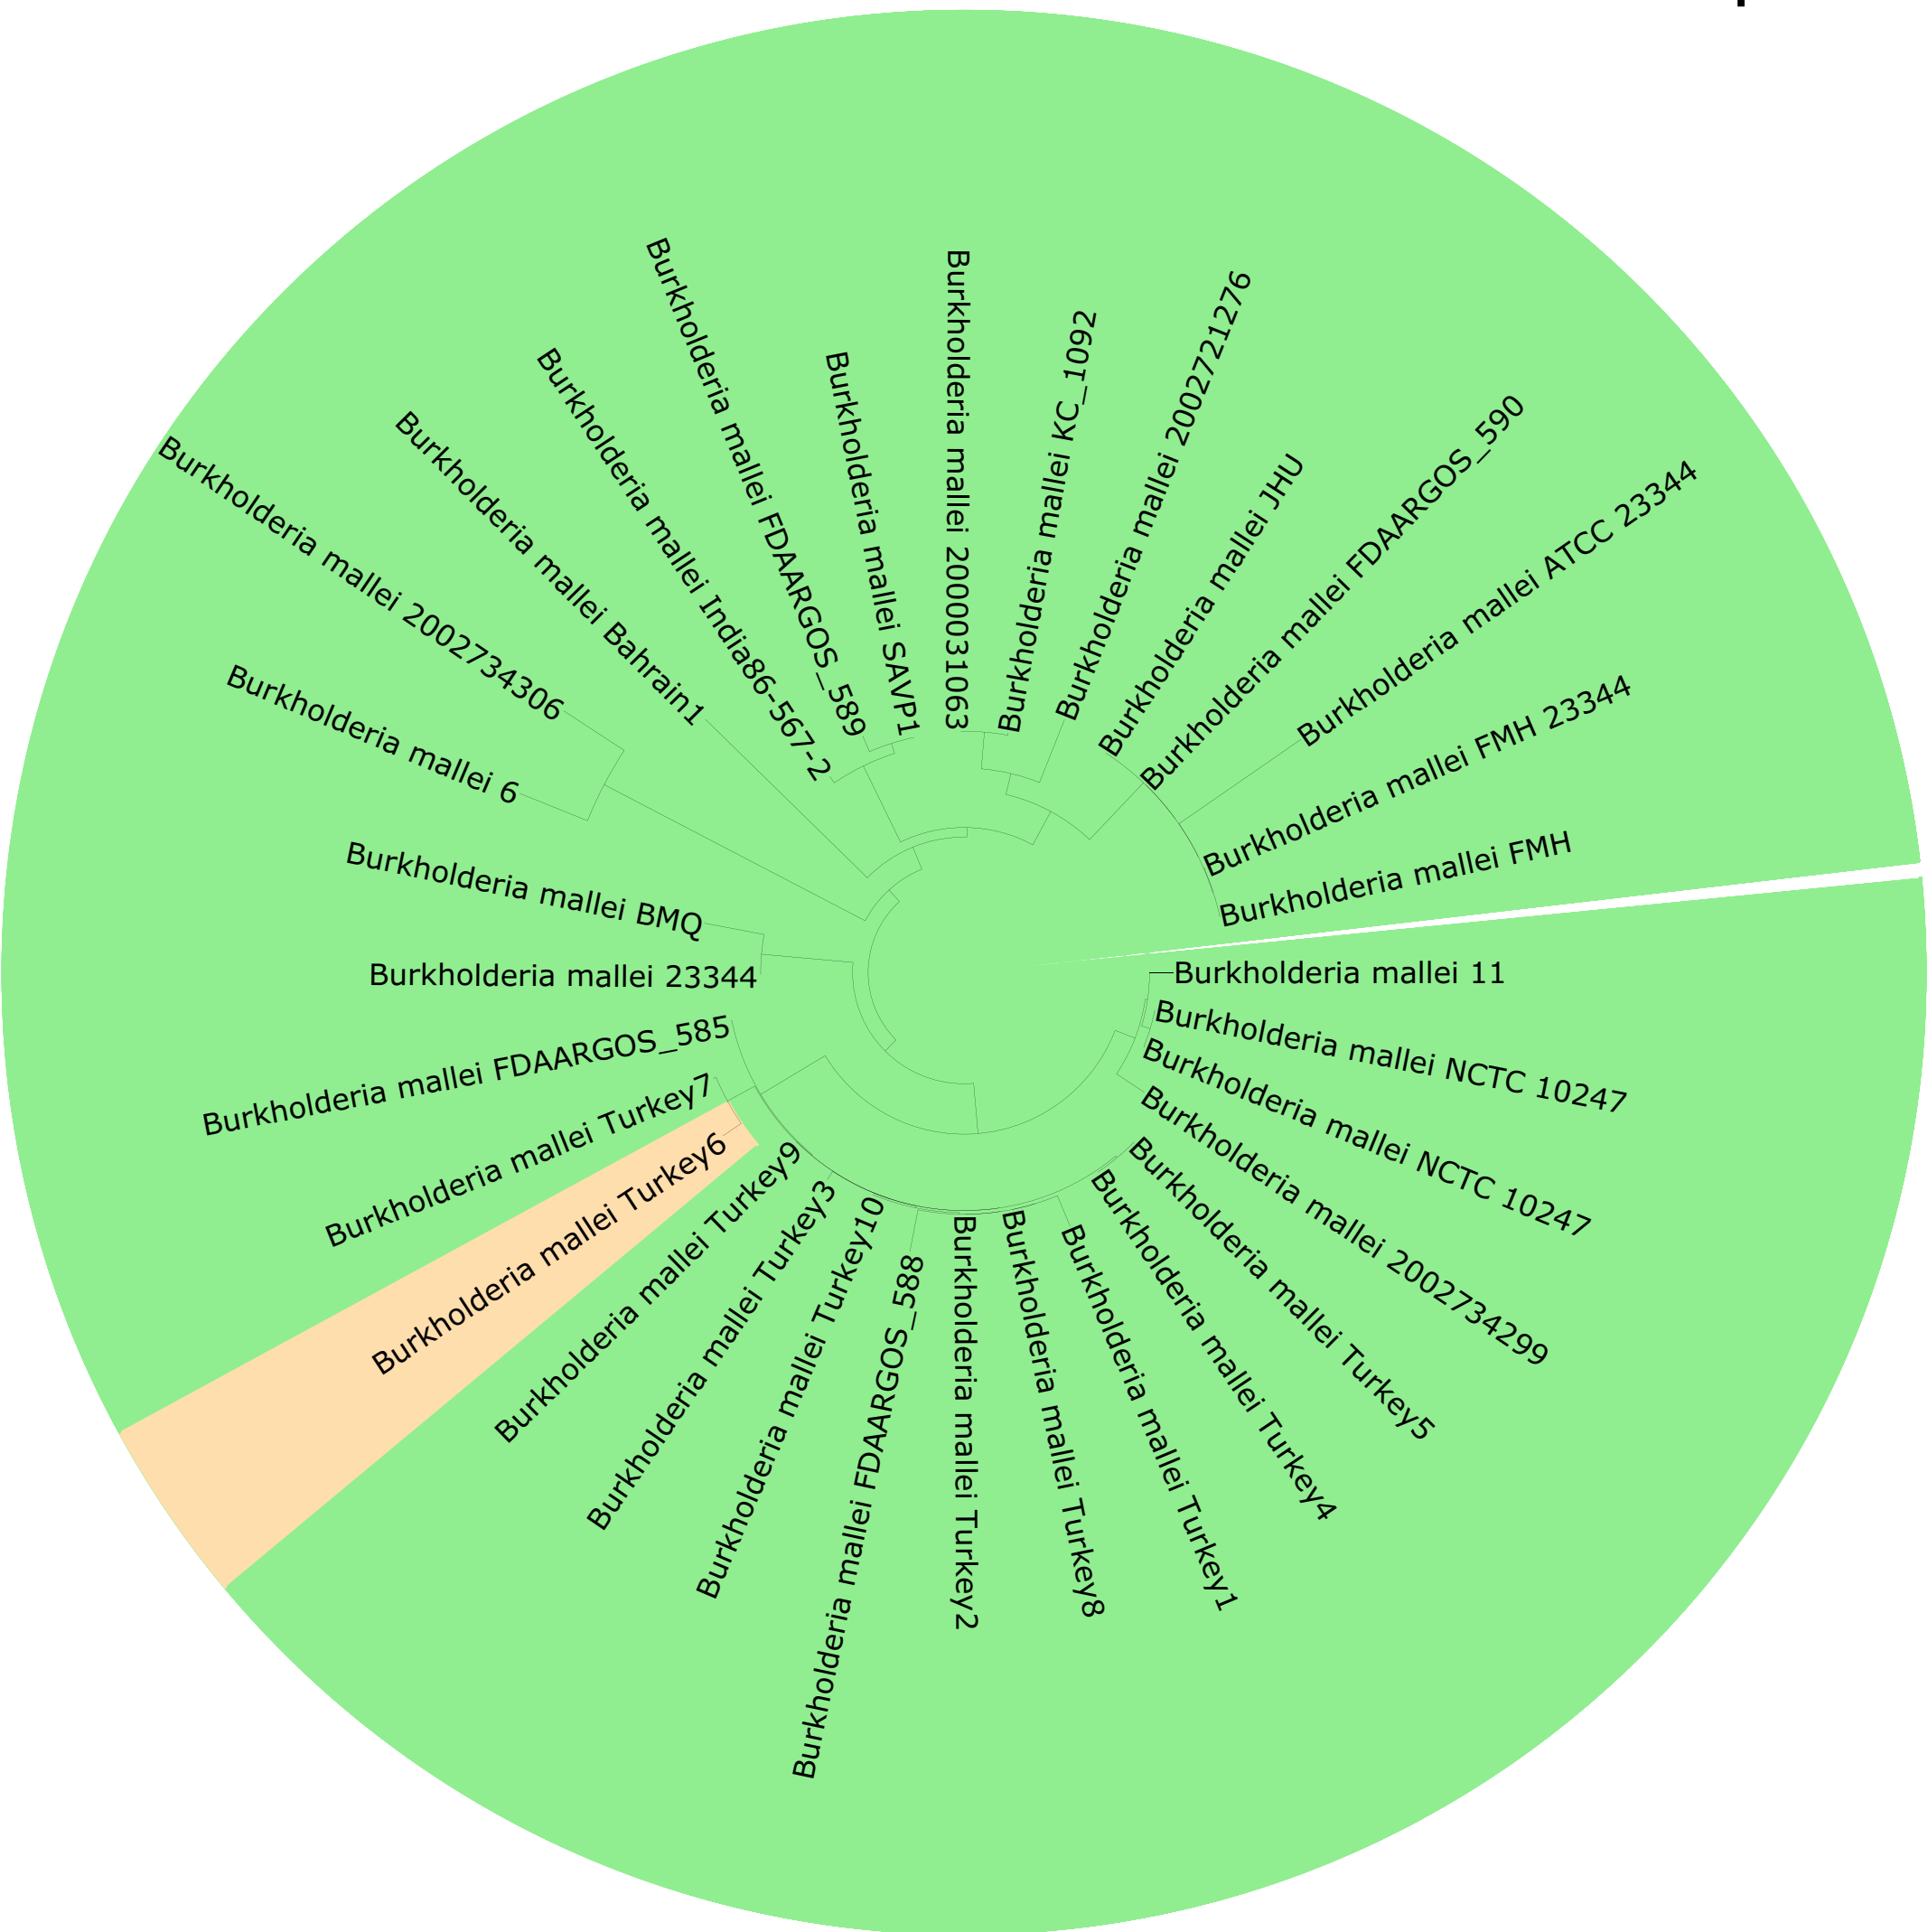 Burkholderia mallei 2000031063
Burkholderia mallei KC_1092
Burkholderia mallei 2002721276
Burkholderia mallei JHU
Burkholderia mallei FDAARGOS_590
Burkholderia mallei ATCC 23344
Burkholderia mallei FMH 23344
Burkholderia mallei FMH
Burkholderia mallei 11
Burkholderia mallei NCTC 10247
Burkholderia mallei NCTC 10247
Burkholderia mallei 2002734299
Burkholderia mallei Turkey5
Burkholderia mallei Turkey4
Burkholderia mallei Turkey1
Burkholderia mallei Turkey8
Burkholderia mallei Turkey2
Burkholderia mallei FDAARGOS_588
Burkholderia mallei Turkey10
Burkholderia mallei Turkey3
Burkholderia mallei Turkey9
Burkholderia mallei Turkey6
Burkholderia mallei Turkey7
Burkholderia mallei FDAARGOS_585
Burkholderia mallei 23344
Burkholderia mallei BMQ
Burkholderia mallei 6
Burkholderia mallei 2002734306
Burkholderia mallei Bahrain1
Burkholderia mallei India86-567-2
Burkholderia mallei FDAARGOS_589
Burkholderia mallei SAVP1